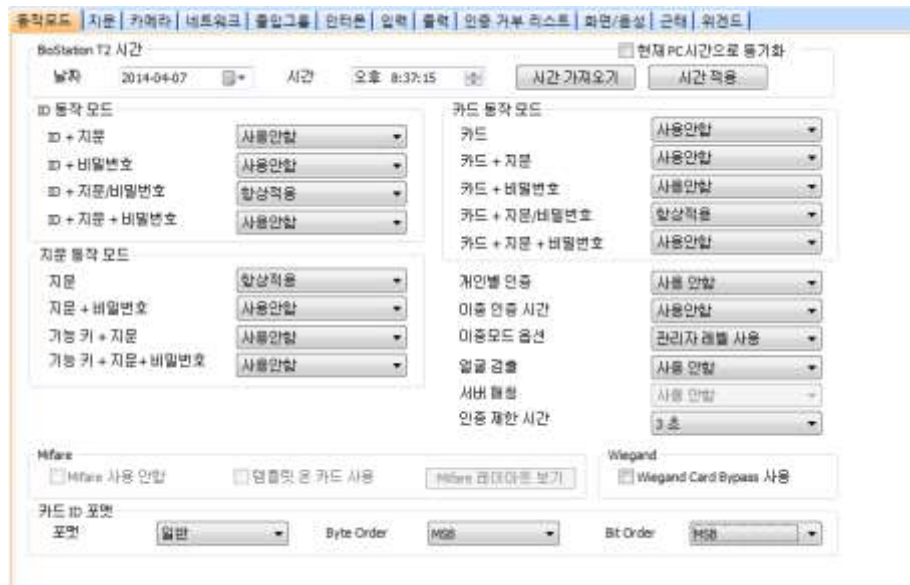 동작모드 지문 카메라 네트워크 출입그룹 인터폰 입력 출력 인증 거부 리스트 화면/음성 근태 위겐드
BioStation T2 시간
현재 PC시간으로 동기화
날짜 2014-04-07 시간 오후 8:37:15 시간 가져오기 시간 적용
ID 동작 모드
ID + 지문 사용안함
ID + 비밀번호 사용안함
ID + 지문/비밀번호 항상적용
ID + 지문 + 비밀번호 사용안함
지문 동작 모드
지문 항상적용
지문 + 비밀번호 사용안함
기능 키 + 지문 사용안함
기능 키 + 지문+ 비밀번호 사용안함
카드 동작 모드
카드 사용안함
카드 + 지문 사용안함
카드 + 비밀번호 사용안함
카드 + 지문/비밀번호 항상적용
카드 + 지문 + 비밀번호 사용안함
개인별 인증 사용 안함
이중 인증 시간 사용안함
이중모드 옵션 관리자 레벨 사용
얼굴 검출 사용 안함
서버 매칭 사용 안함
인증 제한 시간 3 초
Mifare
Mifare 사용 안함 템플릿 온 카드 사용 Mifare 레이아웃 보기
Wiegand
Wiegand Card Bypass 사용
카드 ID 포맷
포맷 일반 Byte Order MSB Bit Order MSB